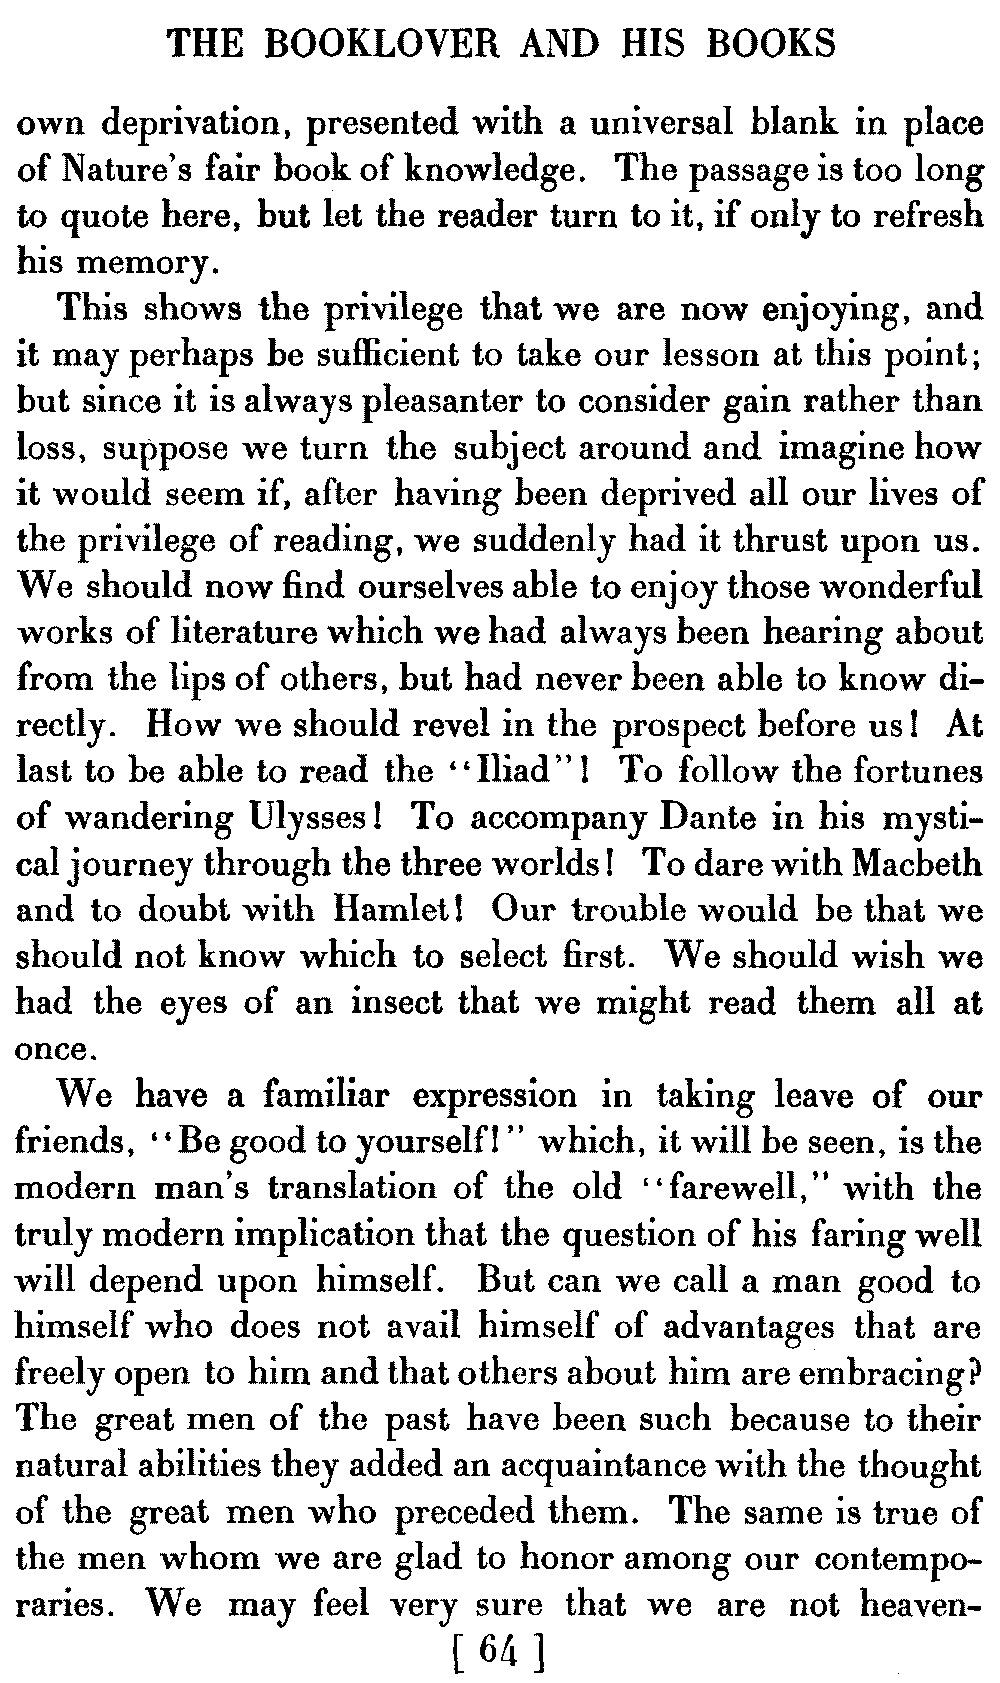 THE BOOKLOVER AND HIS BOOKS
own deprivation, presented with a universal blank in place
of Nature's fair book of knowledge. The passage is too long
to quote here, but let the reader turn to it, if only to refresh
his memory.
This shows the privilege that we are now enjoying, and
it may perhaps be sufficient to take our lesson at this point;
but since it is always pleasanter to consider gain rather than
loss, suppose we turn the subject around and imagine how
it would seem if, after having been deprived all our lives of
the privilege of reading, we suddenly had it thrust upon us.
We should now find ourselves able to enjoy those wonderful
works of literature which we had always been hearing about
from the lips of others, but had never been able to know di-
rectly. How we should revel in the prospect before us! At
last to be able to read the "Iliad"! To follow the fortunes
of wandering Ulysses! To accompany Dante in his mysti-
cal journey through the three worlds! To dare with Macbeth
and to doubt with Hamlet! Our trouble would be that we
should not know which to select first. We should wish we
had the eyes of an insect that we might read them all at
once.
We have a familiar expression in taking leave of our
friends, "Be good to yourself!" which, it will be seen, is the
modern man's translation of the old "farewell," with the
truly modern implication that the question of his faring well
will depend upon himself. But can we call a man good to
himself who does not avail himself of advantages that are
freely open to him and that others about him are embracing?
The great men of the past have been such because to their
natural abilities they added an acquaintance with the thought
of the great men who preceded them. The same is true of
the men whom we are glad to honor among our contempo-
raries. We may feel very sure that we are not heaven-
[ 64 ]